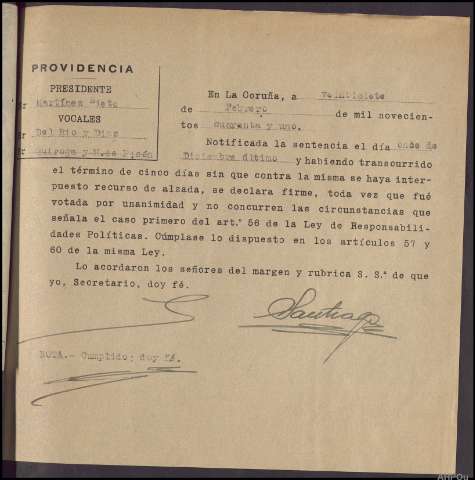 PROVIDENCIA
PRESIDENTE
Martínez Nieto
VOCALES
Del Río y Diaz
Quiroga y
En La Coruña, a veintisiete
de Febrero de mil novecien-
tos cuarenta y uno.
Notificada la sentencia el día once de
Diciembre último y habiendo transcurrido
el término de cinco días sin que contra la misma se haya inter-
puesto recurso de alzada, se declara firme, toda vez que fué
votada por unanimidad y no concurren las circunstancias que
señala el caso primero del art.º 56 de la Ley de Responsabili-
dades Políticas. Cúmplase lo dispuesto en los artículos 57 y
60 de la misma Ley.
Lo acordaron los señores del margen y rubrica S. S.ª de que
yo, Secretario, doy fé.
Santiago
NOTA.- Cumplido; doy fé.
AHPOu